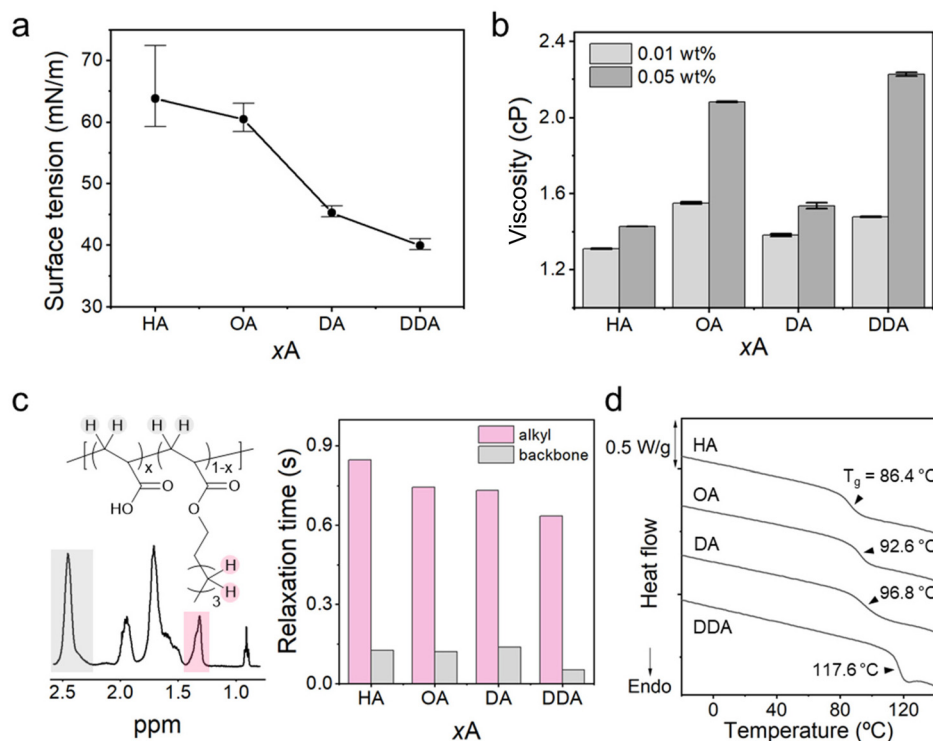 a
Surface tension (mN/m)
70
60
50
40
30
HA OA DA DDA
xA
b
Viscosity (cP)
2.4
2.0
1.6
1.2
0.01 wt%
0.05 wt%
HA OA DA DDA
xA
c
H H H H
x 1-x
O O
HO O
H
H
3
2.5 2.0 1.5 1.0
ppm
Relaxation time (s)
0.9
0.6
0.3
0.0
alkyl
backbone
HA OA DA DDA
xA
d
0.5 W/g
Heat flow
Endo
HA
Tg = 86.4 °C
OA
92.6 °C
DA
96.8 °C
DDA
117.6 °C
0 40 80 120
Temperature (ºC)